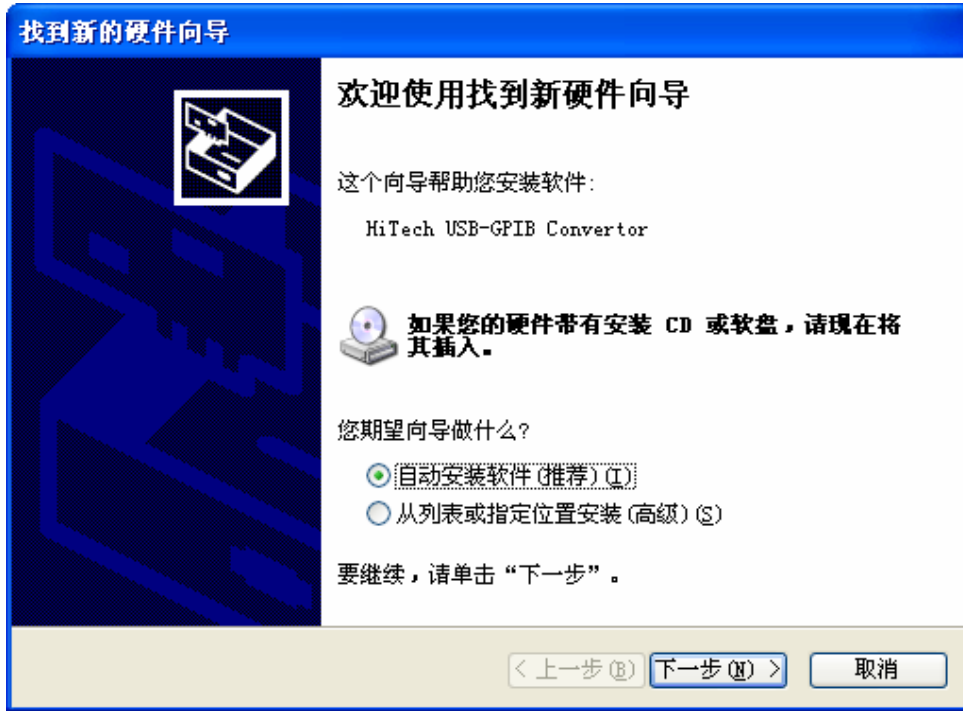 找到新的硬件向导
欢迎使用找到新硬件向导
这个向导帮助您安装软件:
HiTech USB-GPIB Convertor
如果您的硬件带有安装 CD 或软盘，请现在将
其插入。
您期望向导做什么?
自动安装软件(推荐)(I)
从列表或指定位置安装(高级)(S)
要继续，请单击“下一步”。
< 上一步(B)
下一步(N) >
取消